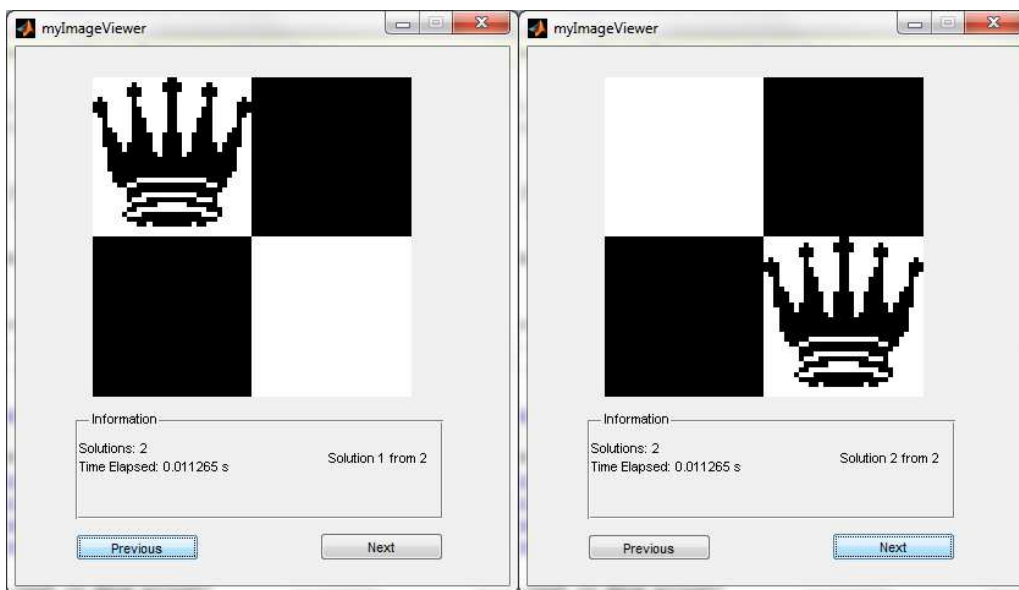 myImageViewer
Information
Solutions: 2
Time Elapsed: 0.011265 s
Solution 1 from 2
Previous
Next
myImageViewer
Information
Solutions: 2
Time Elapsed: 0.011265 s
Solution 2 from 2
Previous
Next